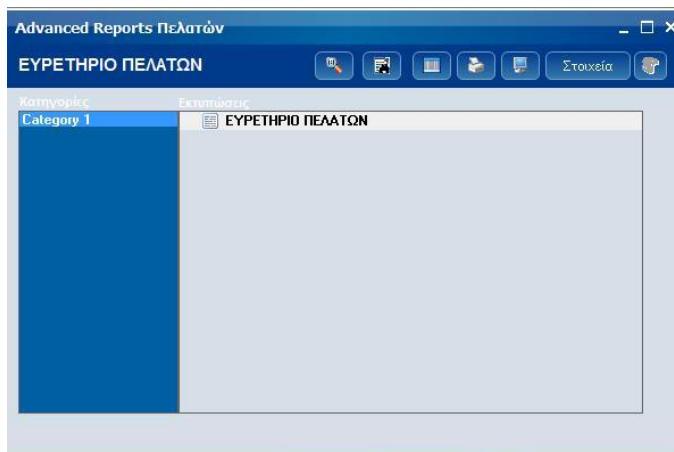 Advanced Reports Πελατών
ΕΥΡΕΤΗΡΙΟ ΠΕΛΑΤΩΝ
Στοιχεία
Κατηγορίες Εκτυπώσεις
Category 1
ΕΥΡΕΤΗΡΙΟ ΠΕΛΑΤΩΝ